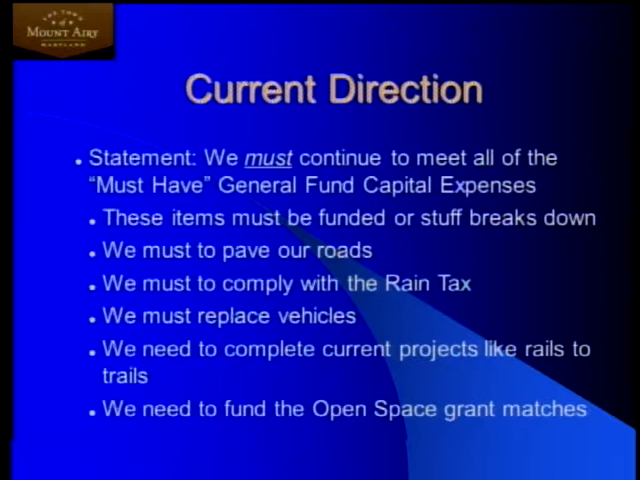 THE TOWN
of
MOUNT AIRY
MARYLAND
Current Direction
• Statement: We must continue to meet all of the
“Must Have” General Fund Capital Expenses
• These items must be funded or stuff breaks down
• We must to pave our roads
• We must to comply with the Rain Tax
• We must replace vehicles
• We need to complete current projects like rails to
trails
• We need to fund the Open Space grant matches